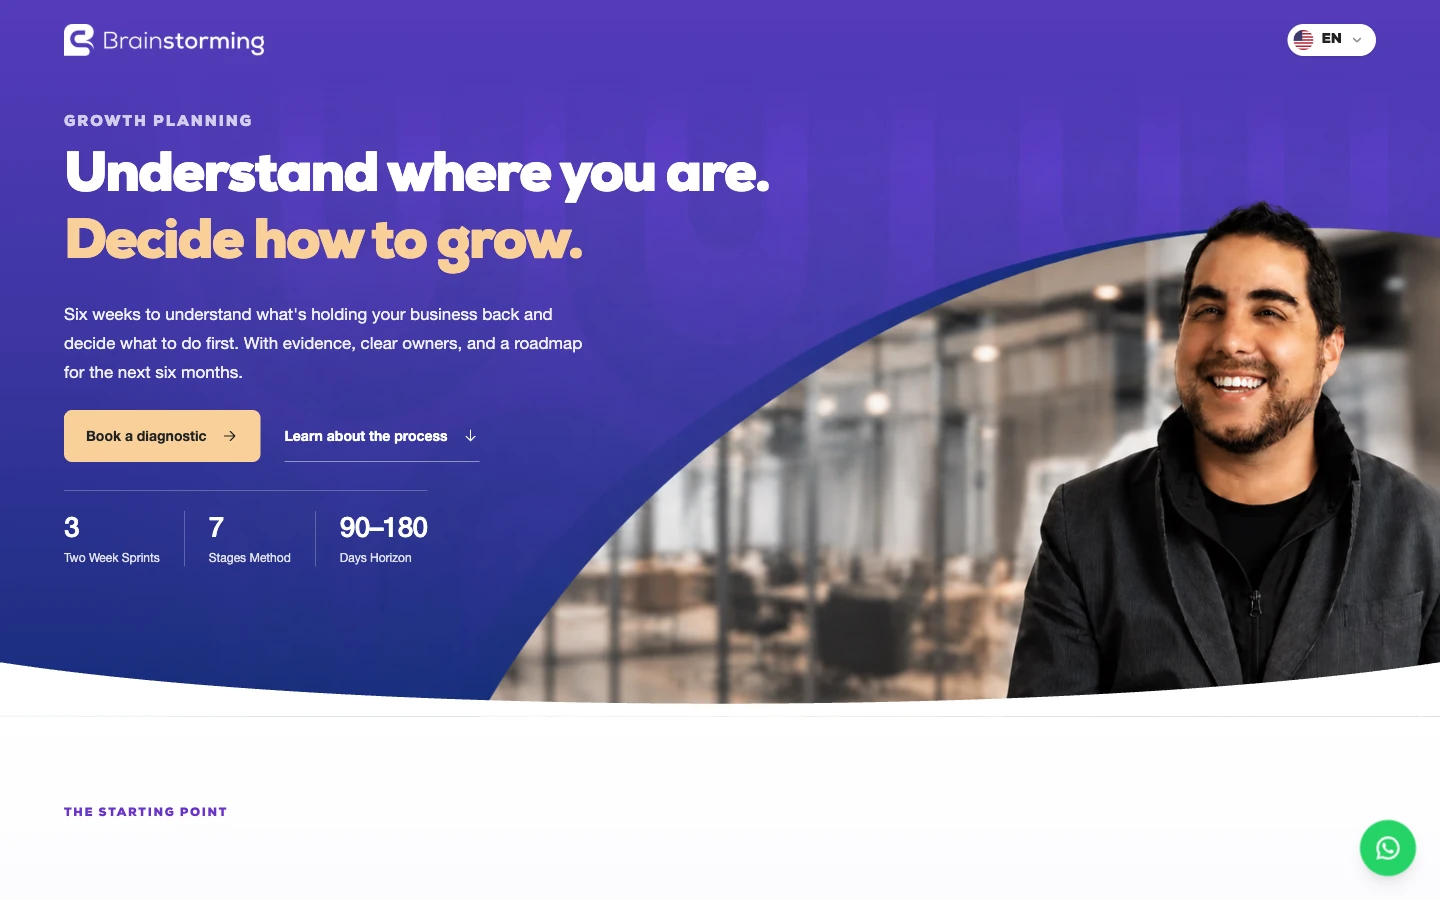 Brainstorming
EN
GROWTH PLANNING
Understand where you are.
Decide how to grow.
Six weeks to understand what's holding your business back and
decide what to do first. With evidence, clear owners, and a roadmap
for the next six months.
Book a diagnostic
Learn about the process
3
Two Week Sprints
7
Stages Method
90–180
Days Horizon
THE STARTING POINT